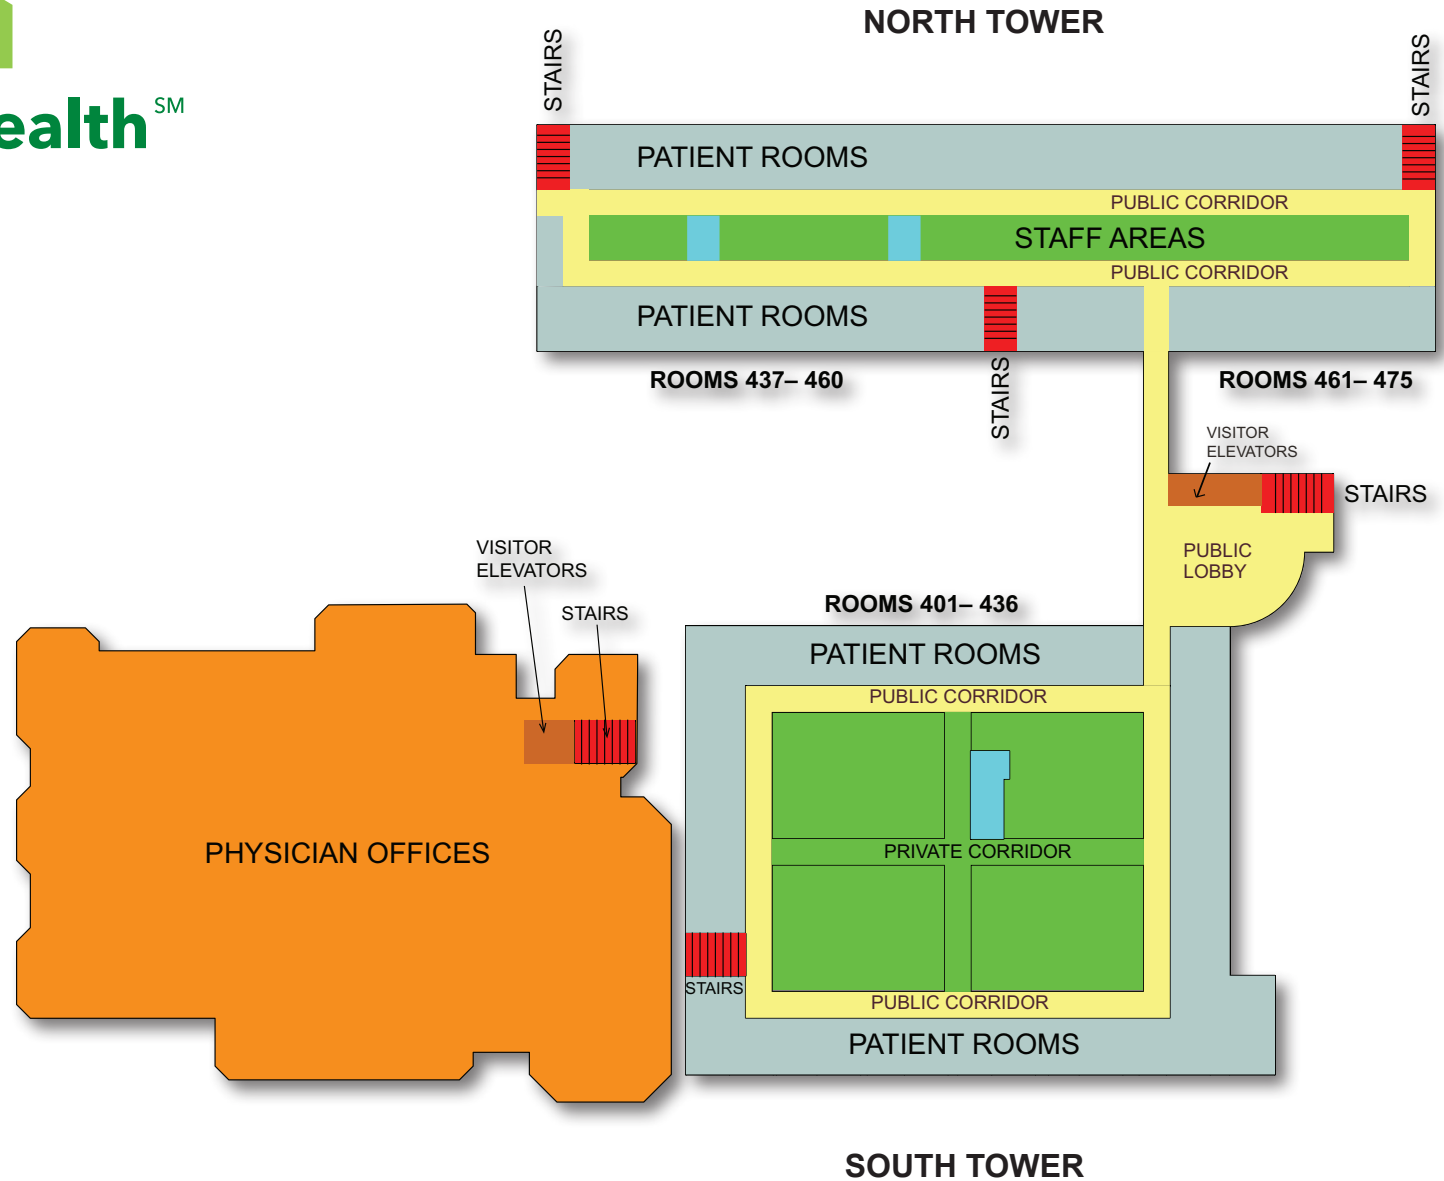 NORTH TOWER
STAIRS
STAIRS
ealth SM
PATIENT ROOMS
PUBLIC CORRIDOR
STAFF AREAS
PUBLIC CORRIDOR
PATIENT ROOMS
ROOMS 437– 460
STAIRS
ROOMS 461– 475
VISITOR
ELEVATORS
STAIRS
PUBLIC
LOBBY
VISITOR
ELEVATORS
STAIRS
ROOMS 401– 436
PATIENT ROOMS
PUBLIC CORRIDOR
PHYSICIAN OFFICES
PRIVATE CORRIDOR
STAIRS
PUBLIC CORRIDOR
PATIENT ROOMS
SOUTH TOWER